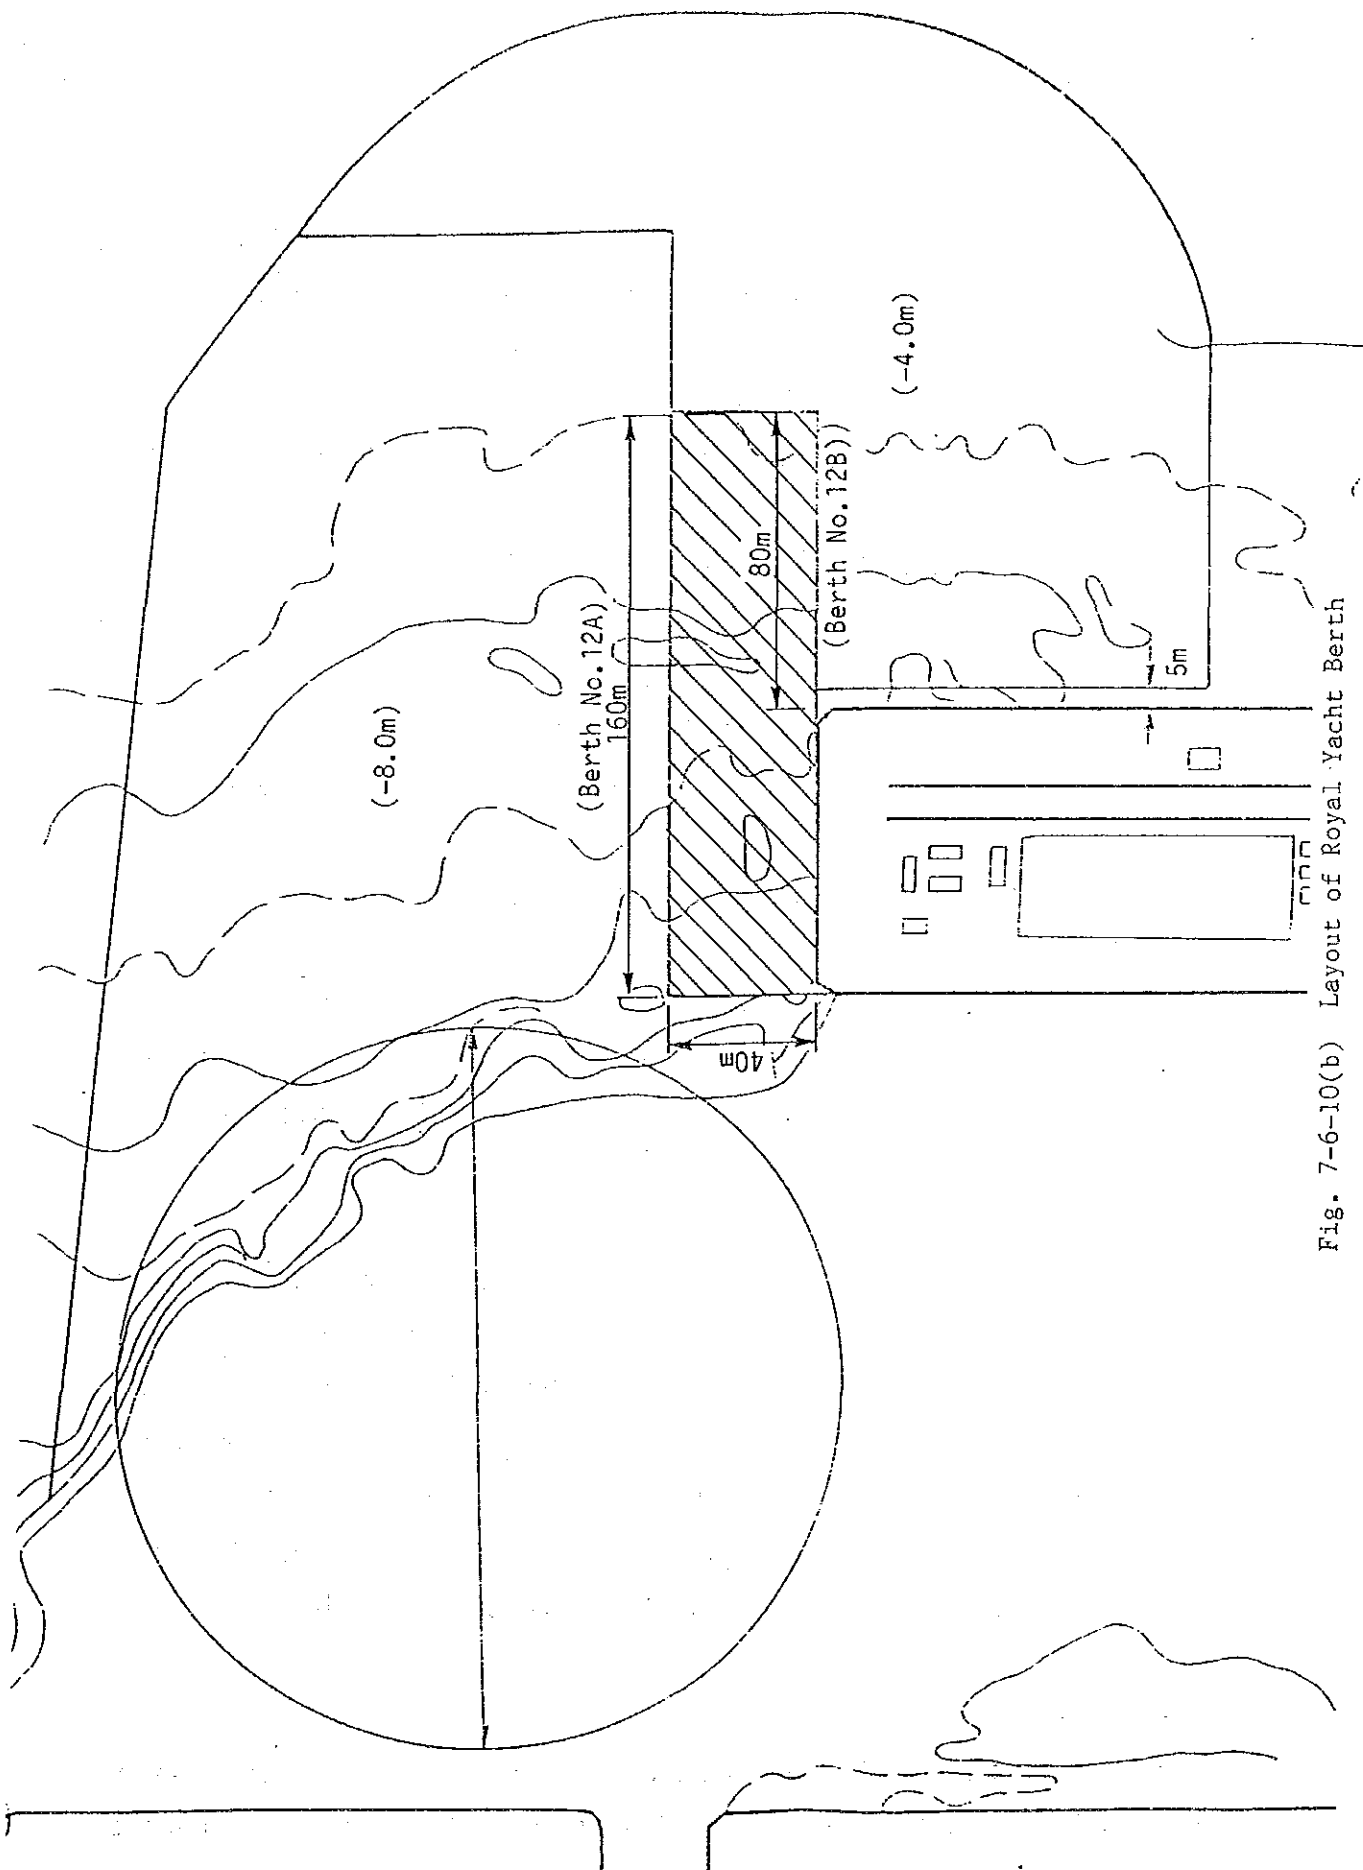 (-8.0m)
(Berth No.12A)
160m
40m
80m
(Berth No.12B))
(-4.0m)
5m
Fig. 7-6-10(b) Layout of Royal Yacht Berth